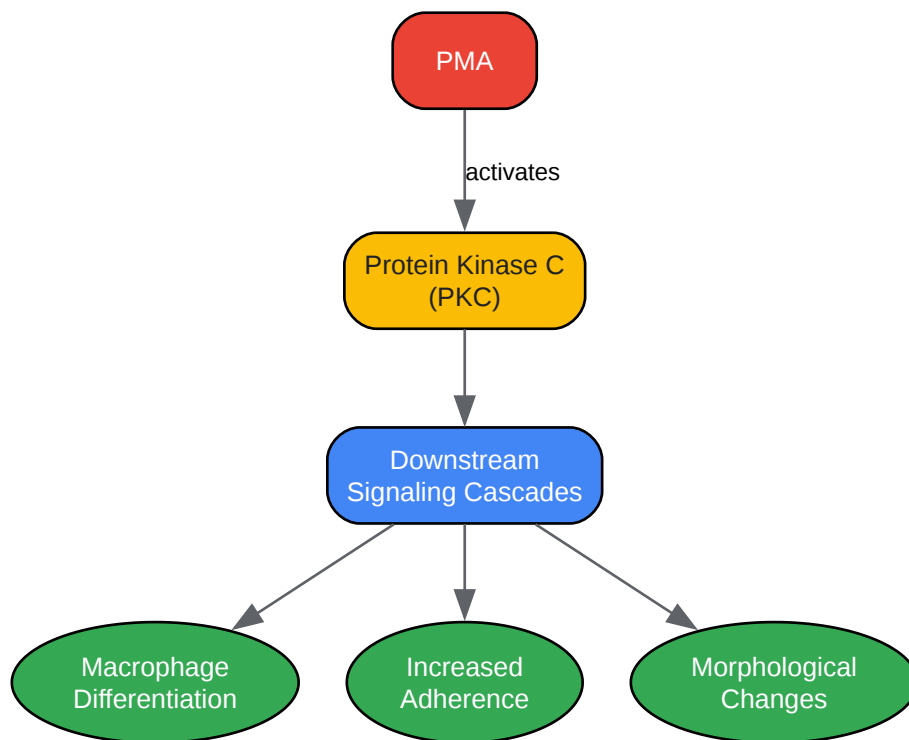 PMA
activates
Protein Kinase C
(PKC)
Downstream
Signaling Cascades
Macrophage
Differentiation
Increased
Adherence
Morphological
Changes